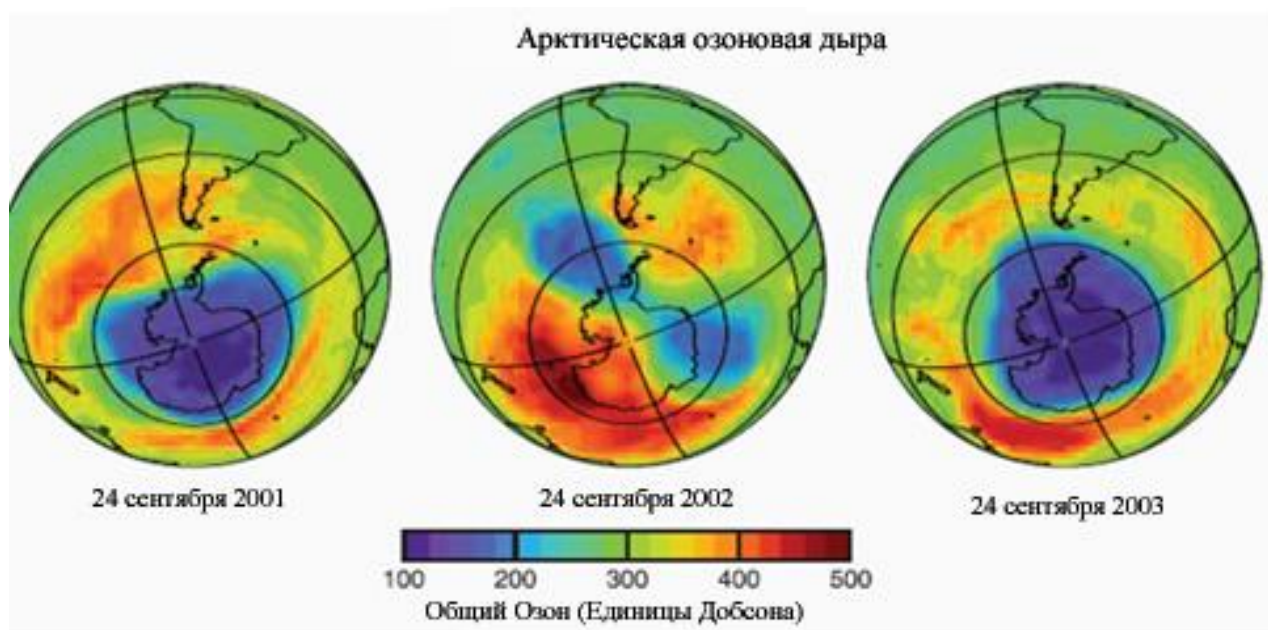 Арктическая озоновая дыра
24 сентября 2001
24 сентября 2002
24 сентября 2003
100 200 300 400 500
Общий Озон (Единицы Добсона)